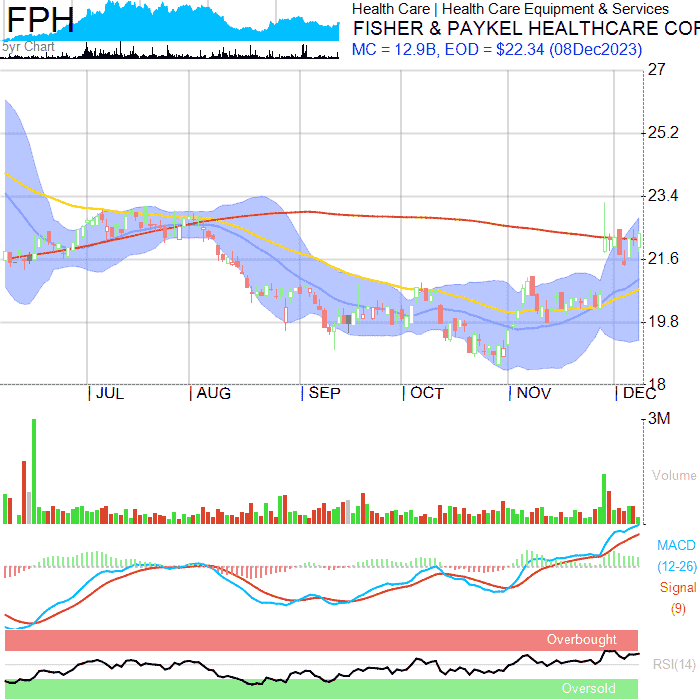 FPH
5yr Chart
Health Care | Health Care Equipment & Services
FISHER & PAYKEL HEALTHCARE COR
MC = 12.9B, EOD = $22.34 (08Dec2023)
27
25.2
23.4
21.6
19.8
18
JUL AUG SEP OCT NOV DEC
3M
Volume
MACD
(12-26)
Signal
(9)
Overbought
RSI(14)
Oversold